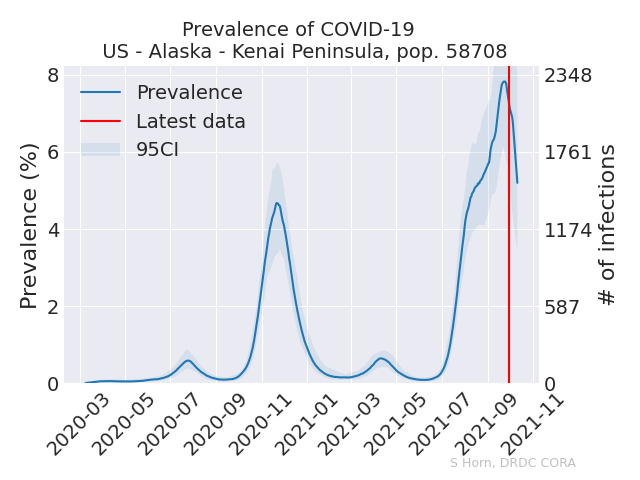 Prevalence of COVID-19
US - Alaska - Kenai Peninsula, pop. 58708
Prevalence
Latest data
95CI
Prevalence (%)
8
6
4
2
0
2348
1761
1174
587
0
# of infections
2020-03
2020-05
2020-07
2020-09
2020-11
2021-01
2021-03
2021-05
2021-07
2021-09
2021-11
S Horn, DRDC CORA